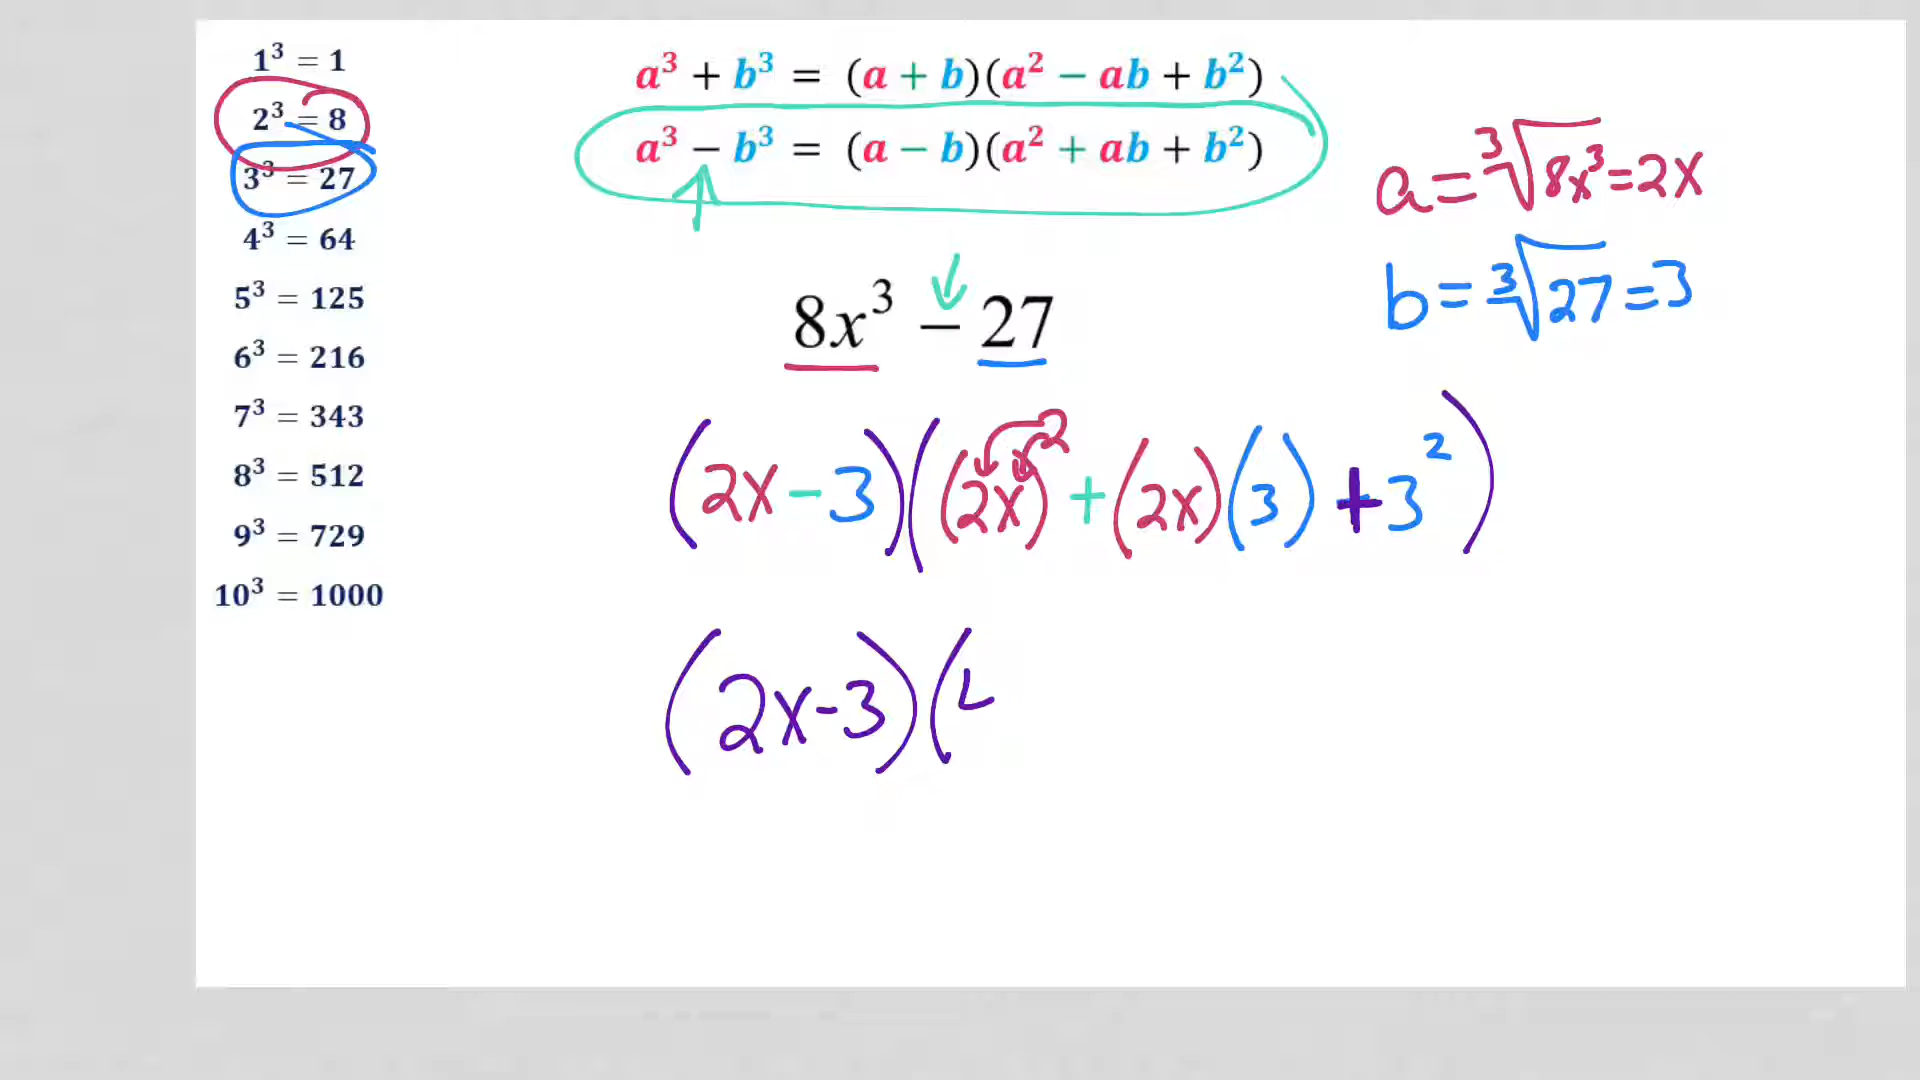 1³ = 1
2³ = 8
3³ = 27
4³ = 64
5³ = 125
6³ = 216
7³ = 343
8³ = 512
9³ = 729
10³ = 1000
a³ + b³ = (a + b)(a² − ab + b²)
a³ − b³ = (a − b)(a² + ab + b²)
8x³ − 27
a = ∛8x³ = 2x
b = ∛27 = 3
(2x − 3)((2x)² + (2x)(3) + 3²)
(2x − 3)(